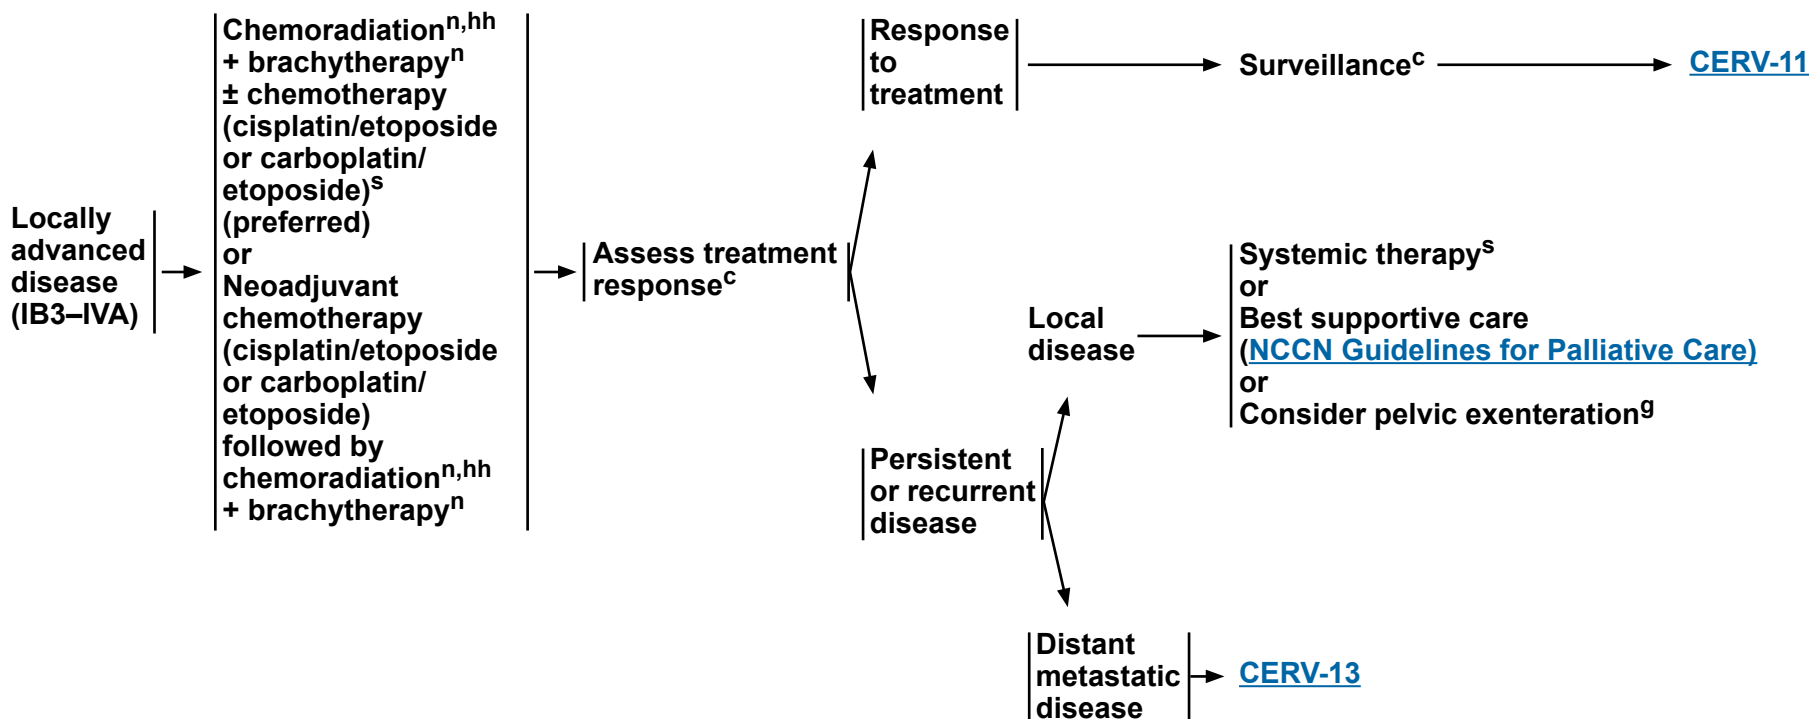 Locally
advanced
disease
(IB3–IVA)
Chemoradiationn,hh
+ brachytherapyn
± chemotherapy
(cisplatin/etoposide
or carboplatin/
etoposide)s
(preferred)
or
Neoadjuvant
chemotherapy
(cisplatin/etoposide
or carboplatin/
etoposide)
followed by
chemoradiationn,hh
+ brachytherapyn
Assess treatment
responsec
Response
to
treatment
Surveillancec
CERV-11
Persistent
or recurrent
disease
Local
disease
Systemic therapys
or
Best supportive care
(NCCN Guidelines for Palliative Care)
or
Consider pelvic exenterationg
Distant
metastatic
disease
CERV-13